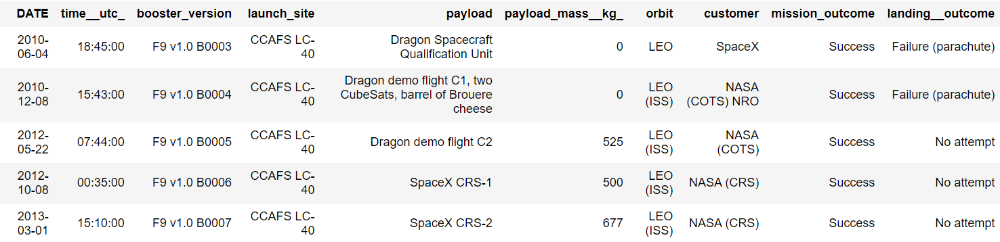 DATE time__utc_ booster_version launch_site payload payload_mass__kg_ orbit customer mission_outcome landing__outcome
2010-
06-04 18:45:00 F9 v1.0 B0003 CCAFS LC-
40 Dragon Spacecraft
Qualification Unit 0 LEO SpaceX Success Failure (parachute)
2010-
12-08 15:43:00 F9 v1.0 B0004 CCAFS LC-
40 Dragon demo flight C1, two
CubeSats, barrel of Brouere
cheese 0 LEO
(ISS) NASA
(COTS) NRO Success Failure (parachute)
2012-
05-22 07:44:00 F9 v1.0 B0005 CCAFS LC-
40 Dragon demo flight C2 525 LEO
(ISS) NASA
(COTS) Success No attempt
2012-
10-08 00:35:00 F9 v1.0 B0006 CCAFS LC-
40 SpaceX CRS-1 500 LEO
(ISS) NASA (CRS) Success No attempt
2013-
03-01 15:10:00 F9 v1.0 B0007 CCAFS LC-
40 SpaceX CRS-2 677 LEO
(ISS) NASA (CRS) Success No attempt